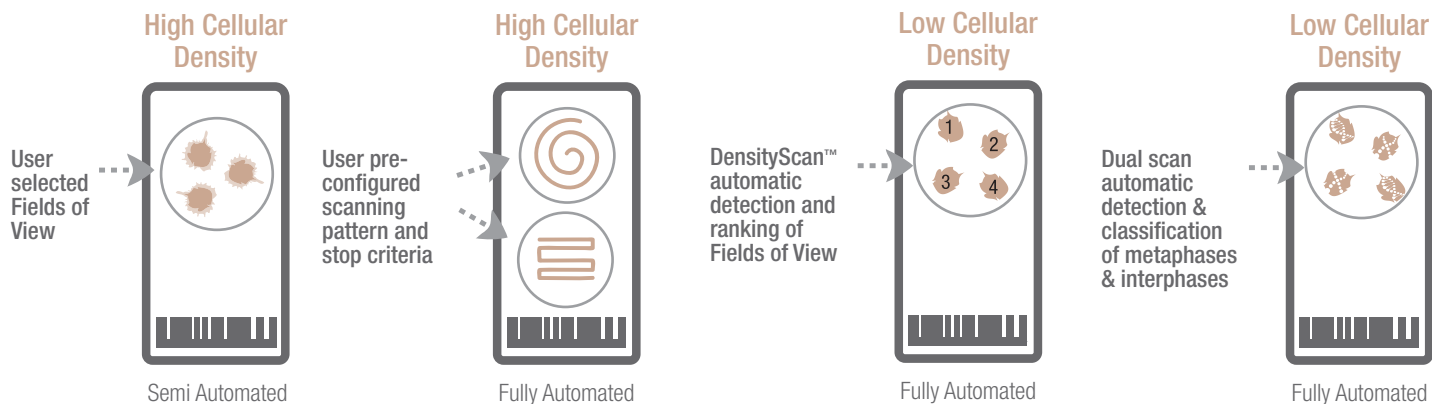 High Cellular
Density
User
selected
Fields of
View
Semi Automated
High Cellular
Density
User pre-
configured
scanning
pattern and
stop criteria
Fully Automated
Low Cellular
Density
DensityScan™
automatic
detection and
ranking of
Fields of View
1
2
3
4
Fully Automated
Low Cellular
Density
Dual scan
automatic
detection &
classification
of metaphases
& interphases
Fully Automated